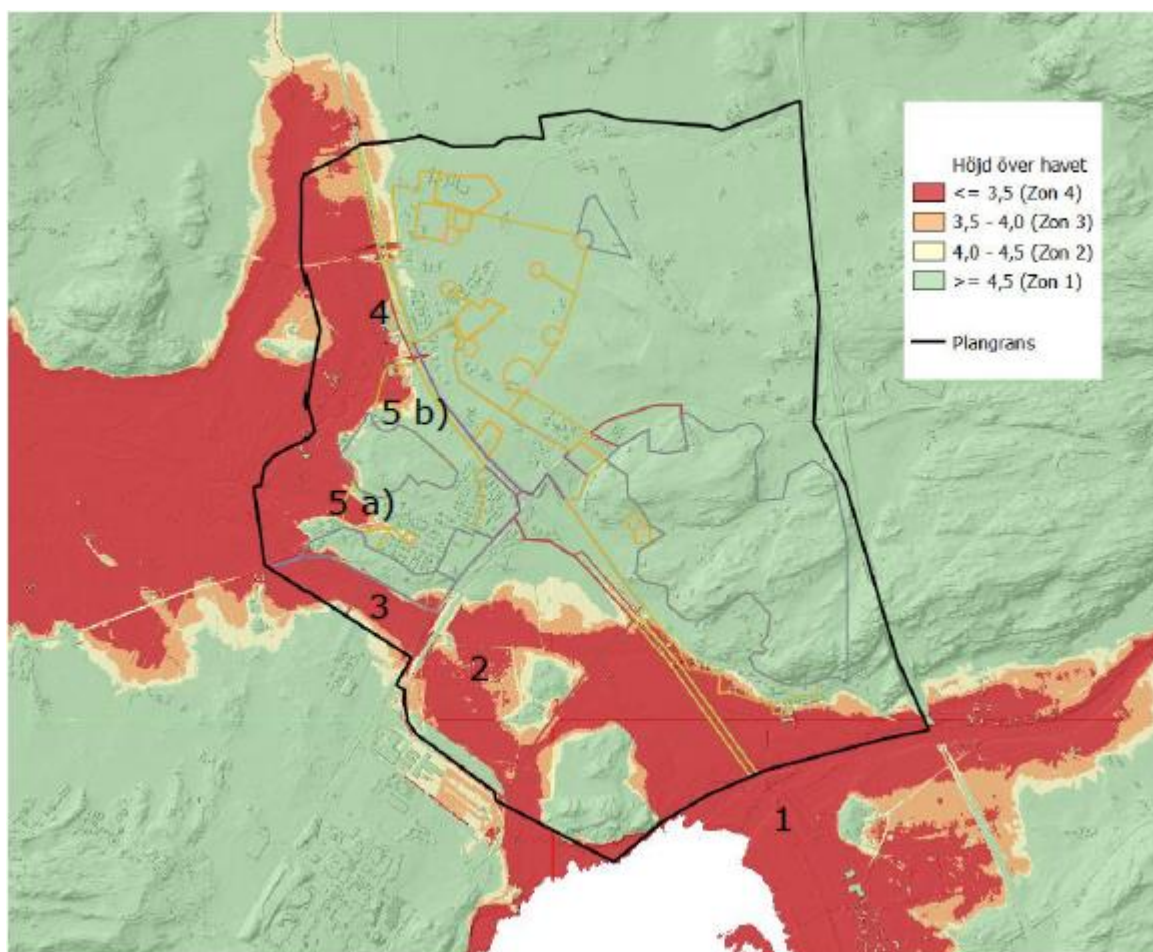 Höjd över havet
<= 3,5 (Zon 4)
3,5 - 4,0 (Zon 3)
4,0 - 4,5 (Zon 2)
>= 4,5 (Zon 1)
Plangrans
4
5 b)
5 a)
3
2
1